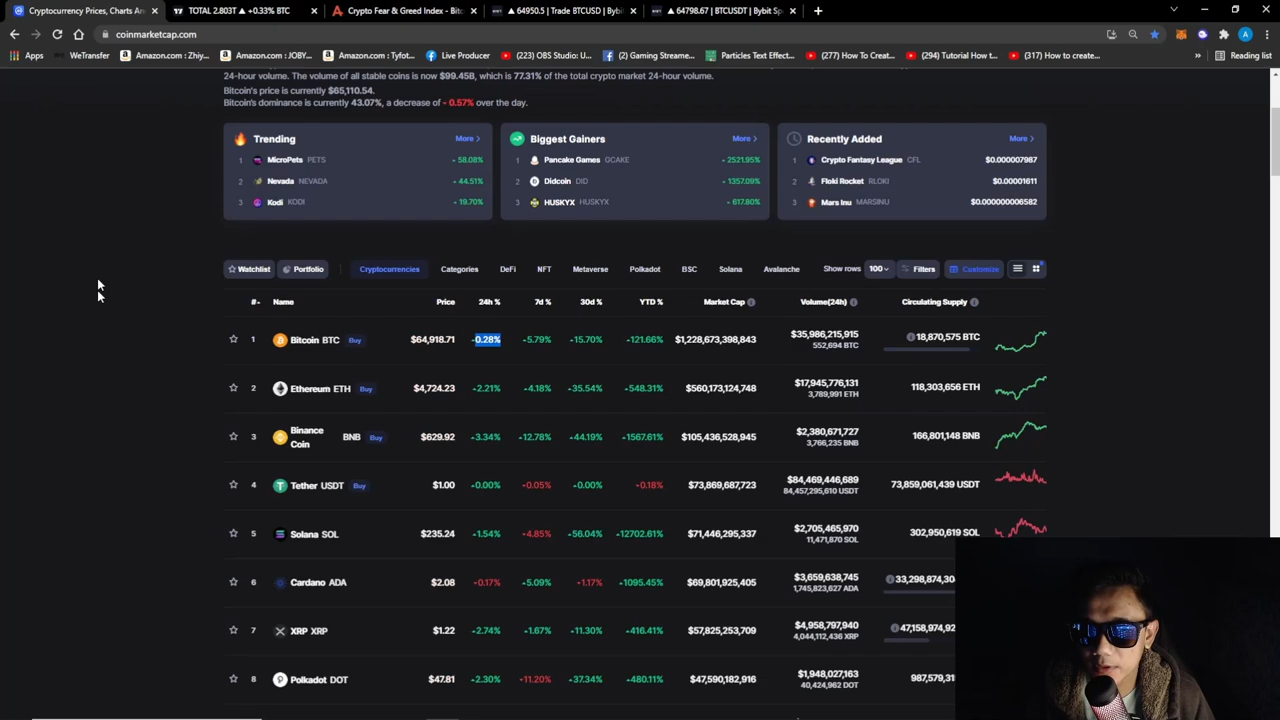 Cryptocurrency Prices, Charts An
TOTAL 2.803T ▲ +0.33% BTC
Crypto Fear & Greed Index - Bitc
▲ 64950.5 | Trade BTCUSD | Bybi
▲ 64798.67 | BTCUSDT | Bybit Sp
coinmarketcap.com
A
Apps
WeTransfer
Amazon.com : Zhiy...
Amazon.com : JOBY...
Amazon.com : Tyfot...
Live Producer
(223) OBS Studio: U...
(2) Gaming Streame...
Particles Text Effect...
(277) How To Creat...
(294) Tutorial How t...
(317) How to create...
»
Reading list
24-hour volume. The volume of all stable coins is now $99.45B, which is 77.31% of the total crypto market 24-hour volume.
Bitcoin's price is currently $65,110.54.
Bitcoin's dominance is currently 43.07%, a decrease of - 0.57% over the day.
Trending More >
1 MicroPets PETS 58.08%
2 Nevada NEVADA 44.51%
3 Kodi KODI 19.70%
Biggest Gainers More >
1 Pancake Games GCAKE 2521.95%
2 Didcoin DID 1357.09%
3 HUSKYX HUSKYX 617.80%
Recently Added More >
1 Crypto Fantasy League CFL $0.000007987
2 Floki Rocket RLOKI $0.00001611
3 Mars Inu MARSINU $0.000000006582
Watchlist Portfolio Cryptocurrencies Categories DeFi NFT Metaverse Polkadot BSC Solana Avalanche Show rows 100 Filters Customize
# Name Price 24h % 7d % 30d % YTD % Market Cap Volume(24h) Circulating Supply
1 Bitcoin BTC Buy $64,918.71 0.28% 5.79% 15.70% 121.66% $1,228,673,398,843 $35,986,215,915 18,870,575 BTC
552,694 BTC
2 Ethereum ETH Buy $4,724.23 2.21% 4.18% 35.54% 548.31% $560,173,124,748 $17,945,776,131 118,303,656 ETH
3,789,991 ETH
3 Binance Coin BNB Buy $629.92 3.34% 12.78% 44.19% 1567.61% $105,436,528,945 $2,380,671,727 166,801,148 BNB
3,766,235 BNB
4 Tether USDT Buy $1.00 0.00% 0.05% 0.00% 0.18% $73,869,687,723 $84,469,446,689 73,859,061,439 USDT
84,457,295,610 USDT
5 Solana SOL $235.24 1.54% 4.85% 56.04% 12702.61% $71,446,295,337 $2,705,465,970 302,950,619 SOL
11,471,870 SOL
6 Cardano ADA $2.08 0.17% 5.09% 1.17% 1095.45% $69,801,925,405 $3,659,638,745 33,298,874,30
1,745,823,627 ADA
7 XRP XRP $1.22 2.74% 1.67% 11.30% 416.41% $57,825,253,709 $4,958,797,940 47,158,974,92
4,044,112,436 XRP
8 Polkadot DOT $47.81 2.30% 11.20% 37.34% 480.11% $47,590,182,916 $1,948,027,163 987,579,31
40,424,962 DOT